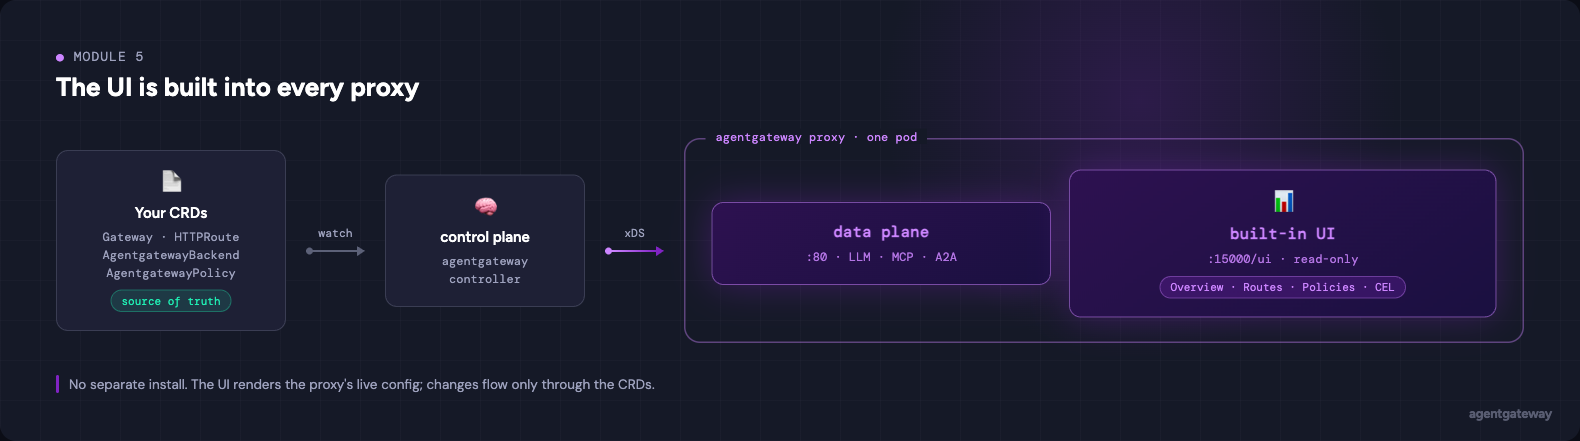 MODULE 5
The UI is built into every proxy
Your CRDs
Gateway · HTTPRoute
AgentgatewayBackend
AgentgatewayPolicy
source of truth
watch
control plane
agentgateway
controller
xDS
agentgateway proxy · one pod
data plane
:80 · LLM · MCP · A2A
built-in UI
:15000/ui · read-only
Overview · Routes · Policies · CEL
No separate install. The UI renders the proxy's live config; changes flow only through the CRDs.
agentgateway